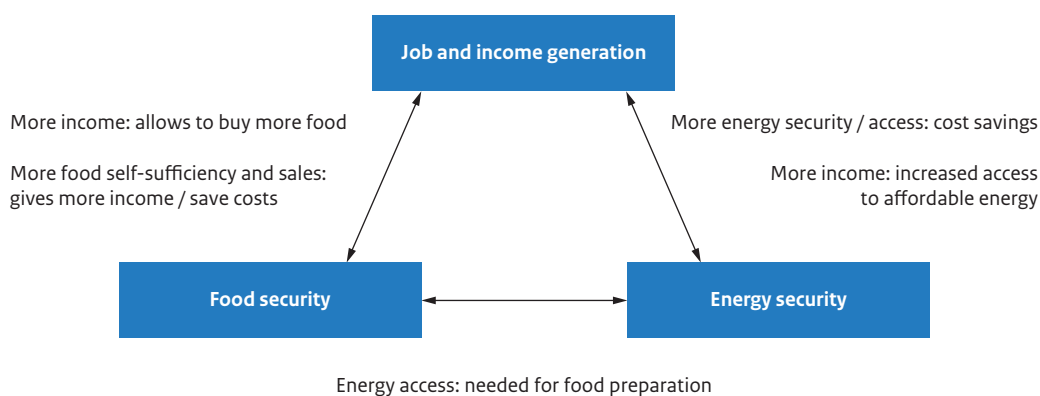 Job and income generation
More income: allows to buy more food
More food self-sufficiency and sales:
gives more income / save costs
More energy security / access: cost savings
More income: increased access
to affordable energy
Food security
Energy security
Energy access: needed for food preparation